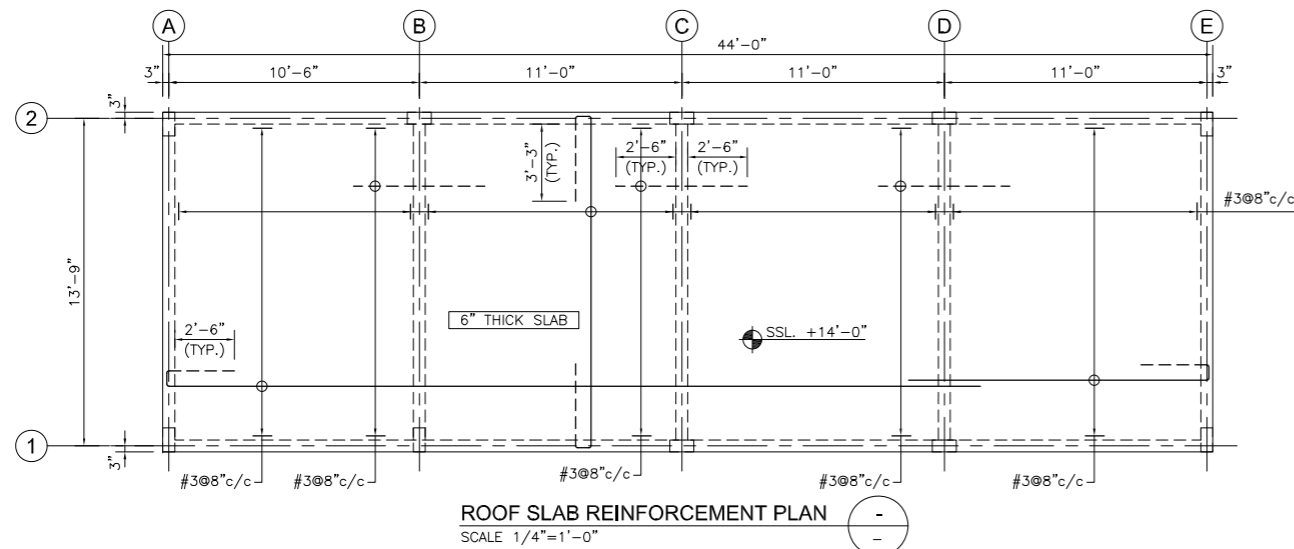 A B C D E
44'-0"
3" 10'-6" 11'-0" 11'-0" 11'-0" 3"
3"
2
3'-3"
(TYP.)
2'-6"
(TYP.)
2'-6"
(TYP.)
#3@8"c/c
13'-9"
6" THICK SLAB
SSL. +14'-0"
2'-6"
(TYP.)
1
3"
#3@8"c/c #3@8"c/c #3@8"c/c #3@8"c/c #3@8"c/c
ROOF SLAB REINFORCEMENT PLAN
SCALE 1/4"=1'-0"
-
-